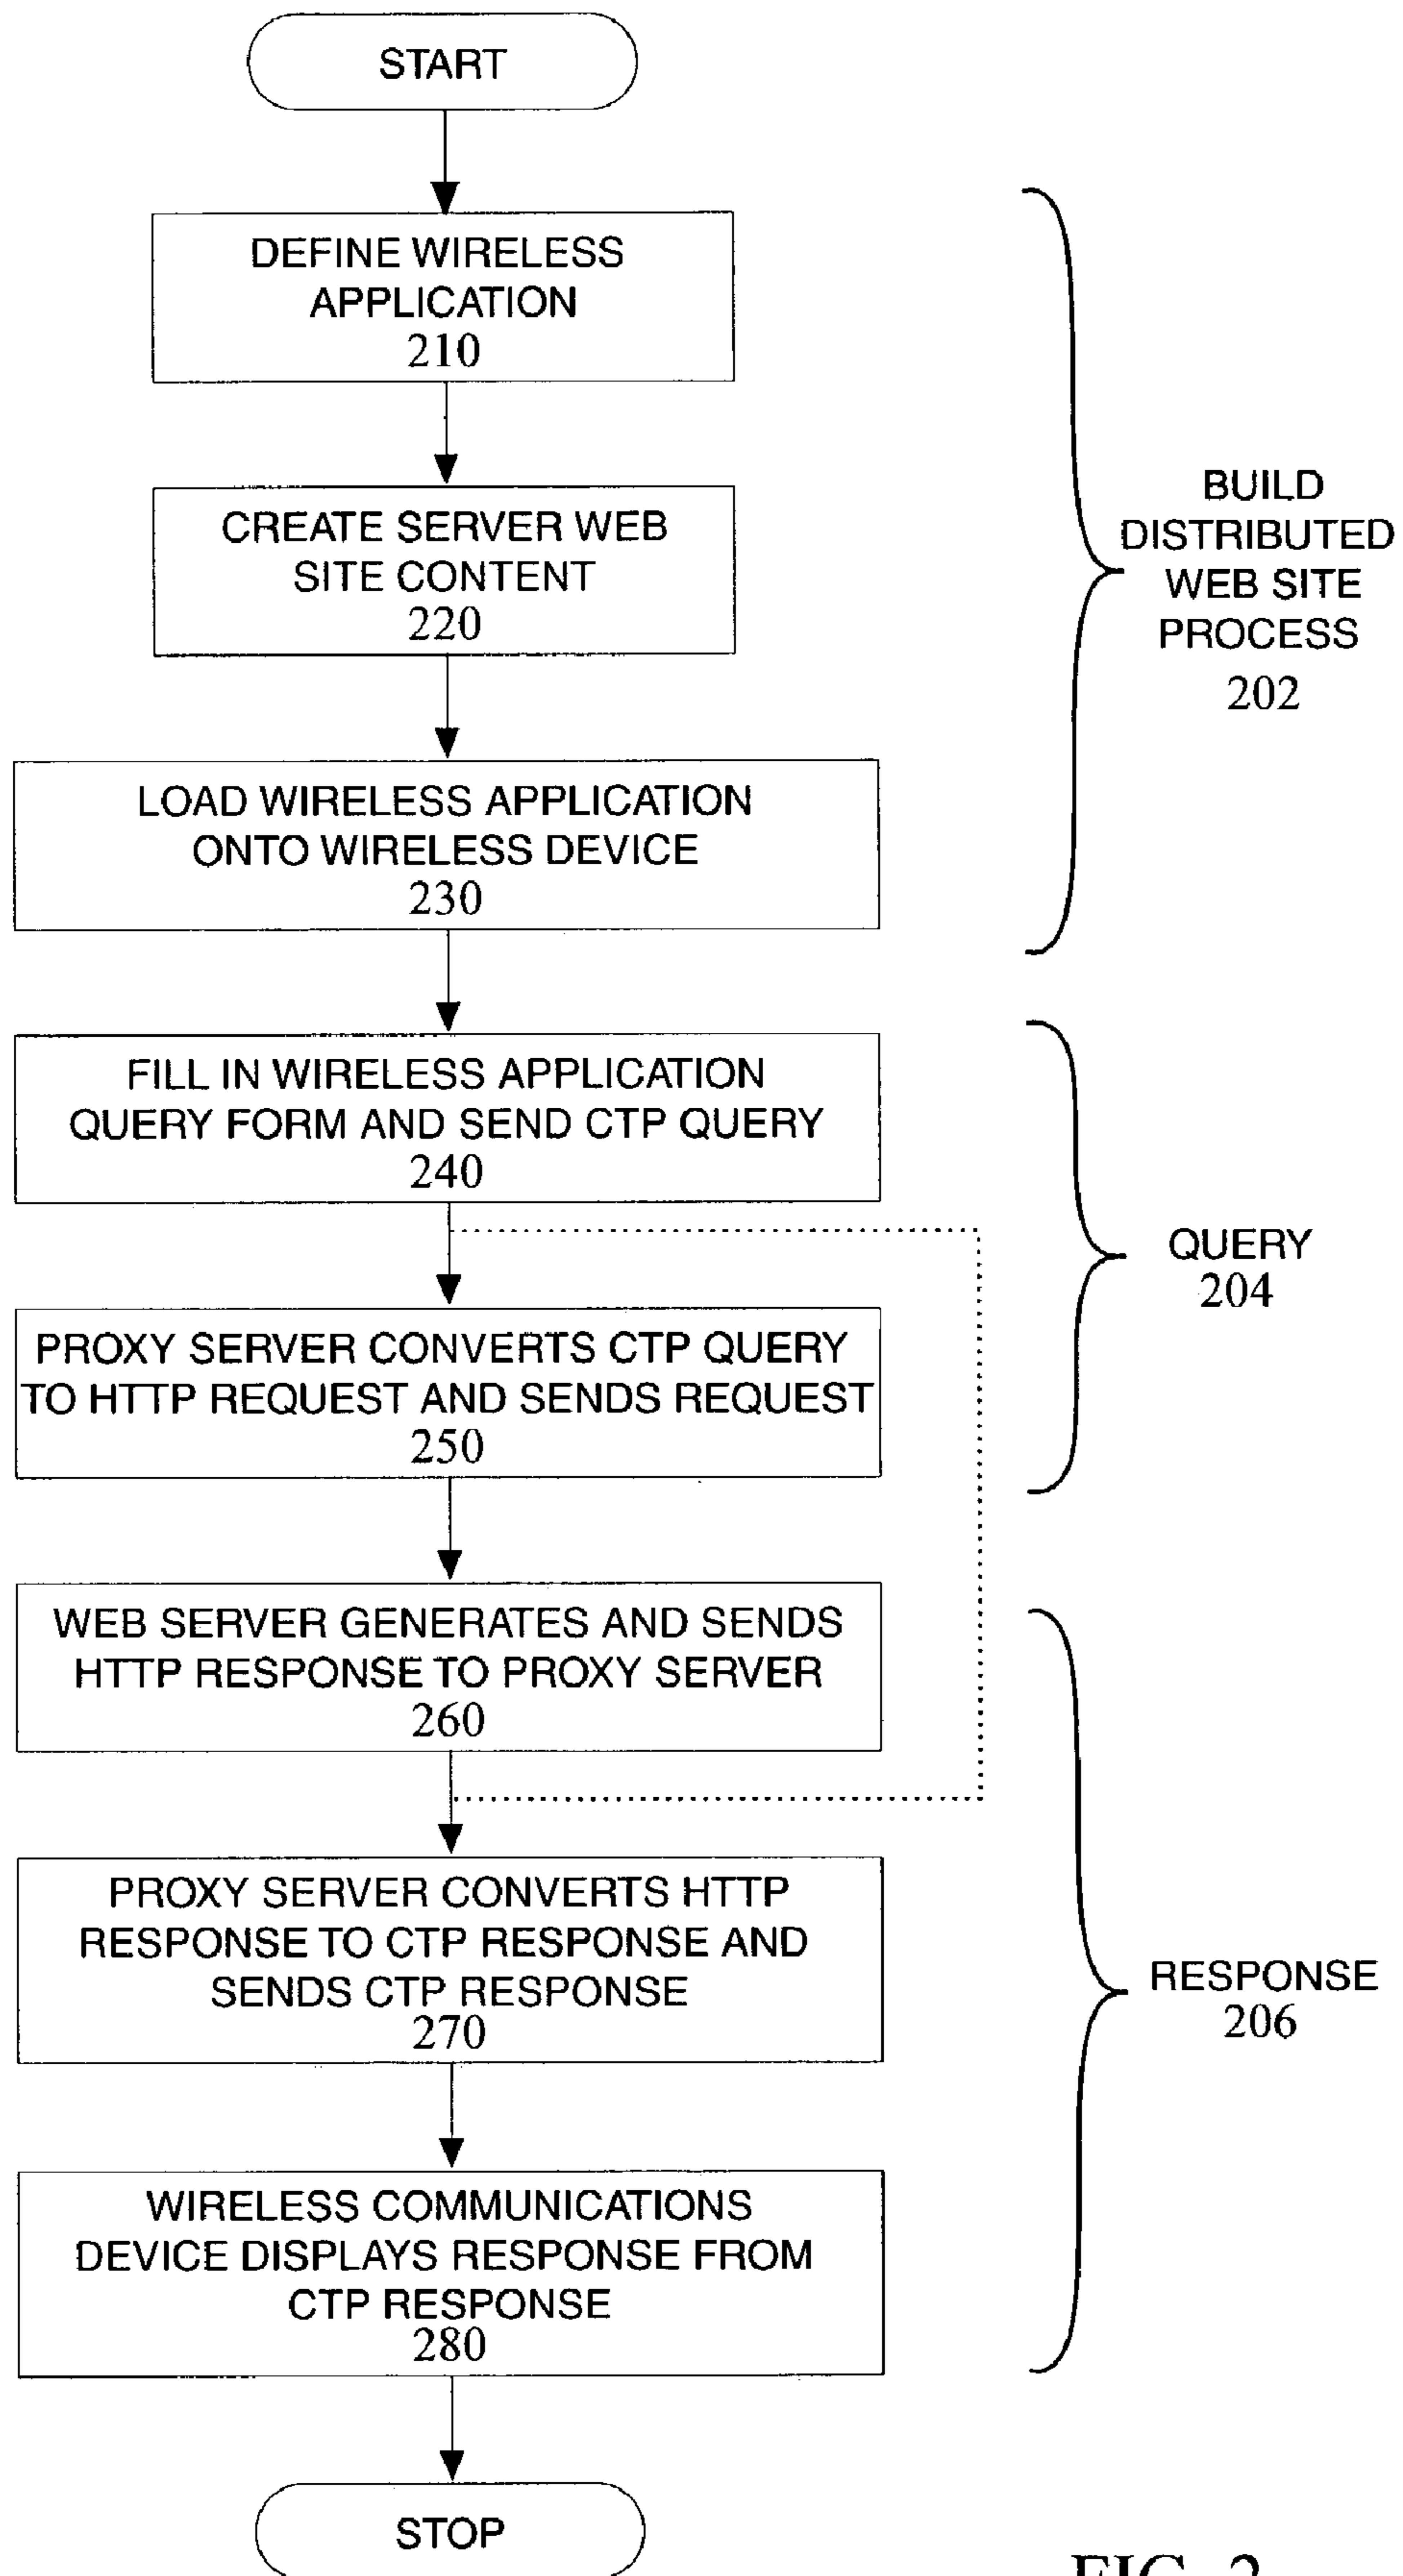 START
DEFINE WIRELESS
APPLICATION
210
CREATE SERVER WEB
SITE CONTENT
220
LOAD WIRELESS APPLICATION
ONTO WIRELESS DEVICE
230
BUILD
DISTRIBUTED
WEB SITE
PROCESS
202
FILL IN WIRELESS APPLICATION
QUERY FORM AND SEND CTP QUERY
240
PROXY SERVER CONVERTS CTP QUERY
TO HTTP REQUEST AND SENDS REQUEST
250
QUERY
204
WEB SERVER GENERATES AND SENDS
HTTP RESPONSE TO PROXY SERVER
260
PROXY SERVER CONVERTS HTTP
RESPONSE TO CTP RESPONSE AND
SENDS CTP RESPONSE
270
WIRELESS COMMUNICATIONS
DEVICE DISPLAYS RESPONSE FROM
CTP RESPONSE
280
RESPONSE
206
STOP
FIG. 2